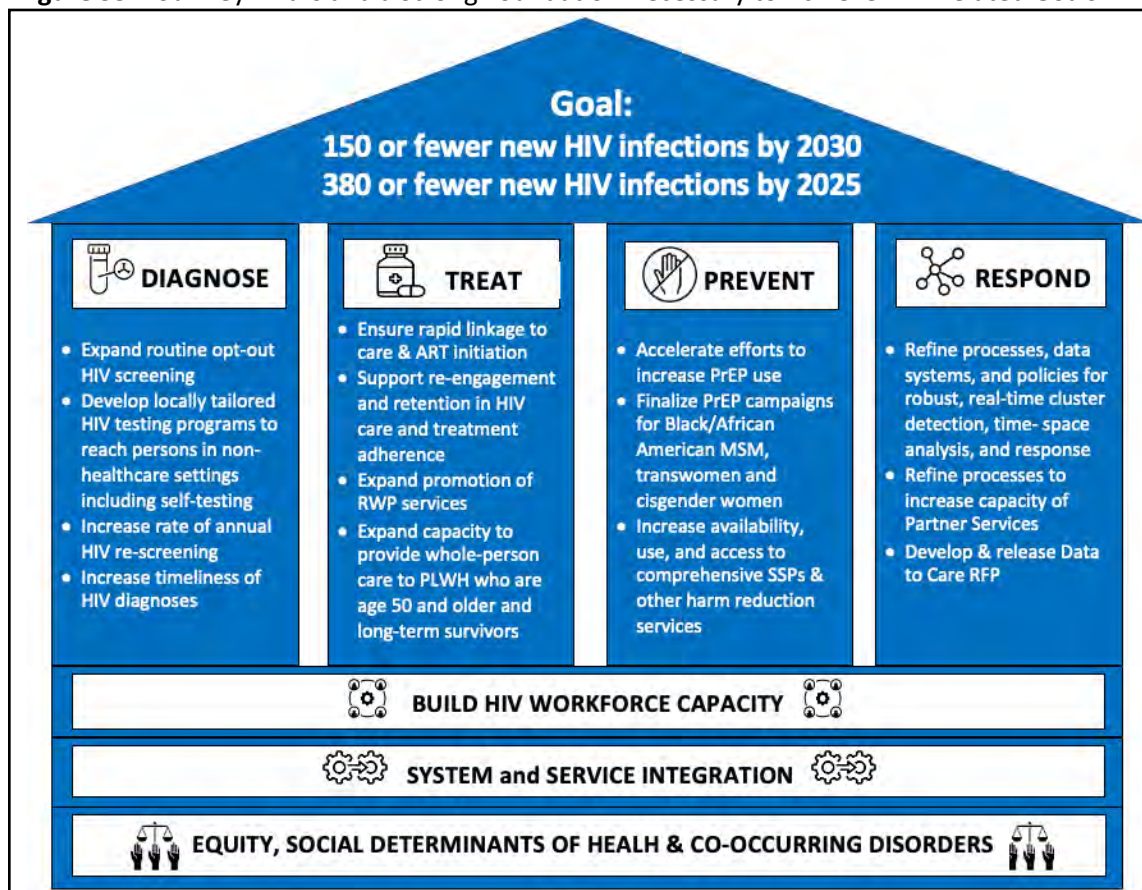 Goal:
150 or fewer new HIV infections by 2030
380 or fewer new HIV infections by 2025
DIAGNOSE
• Expand routine opt-out
HIV screening
• Develop locally tailored
HIV testing programs to
reach persons in non-
healthcare settings
including self-testing
• Increase rate of annual
HIV re-screening
• Increase timeliness of
HIV diagnoses
TREAT
• Ensure rapid linkage to
care & ART initiation
• Support re-engagement
and retention in HIV
care and treatment
adherence
• Expand promotion of
RWP services
• Expand capacity to
provide whole-person
care to PLWH who are
age 50 and older and
long-term survivors
PREVENT
• Accelerate efforts to
increase PrEP use
• Finalize PrEP campaigns
for Black/African
American MSM,
transwomen and
cisgender women
• Increase availability,
use, and access to
comprehensive SSPs &
other harm reduction
services
RESPOND
• Refine processes, data
systems, and policies for
robust, real-time cluster
detection, time- space
analysis, and response
• Refine processes to
increase capacity of
Partner Services
• Develop & release Data
to Care RFP
BUILD HIV WORKFORCE CAPACITY
SYSTEM and SERVICE INTEGRATION
EQUITY, SOCIAL DETERMINANTS OF HEALH & CO-OCCURRING DISORDERS